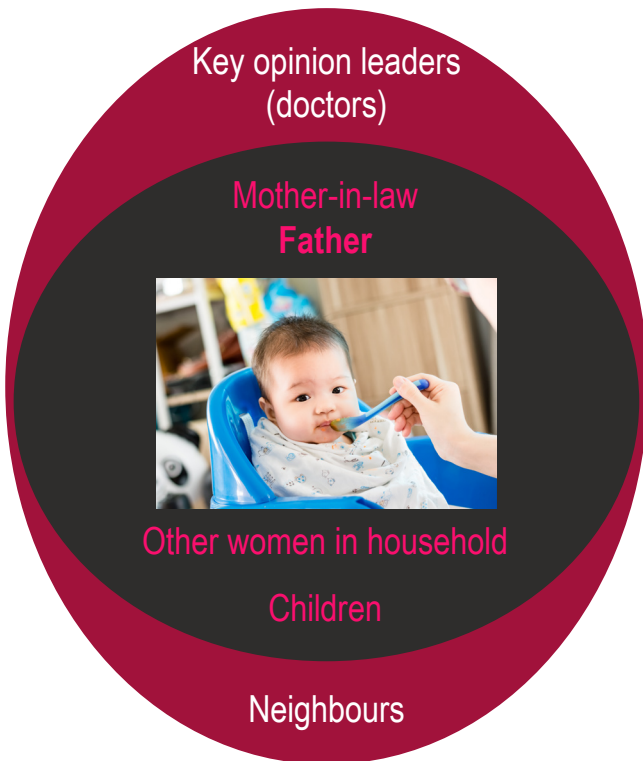 Key opinion leaders
(doctors)
Mother-in-law
Father
Other women in household
Children
Neighbours